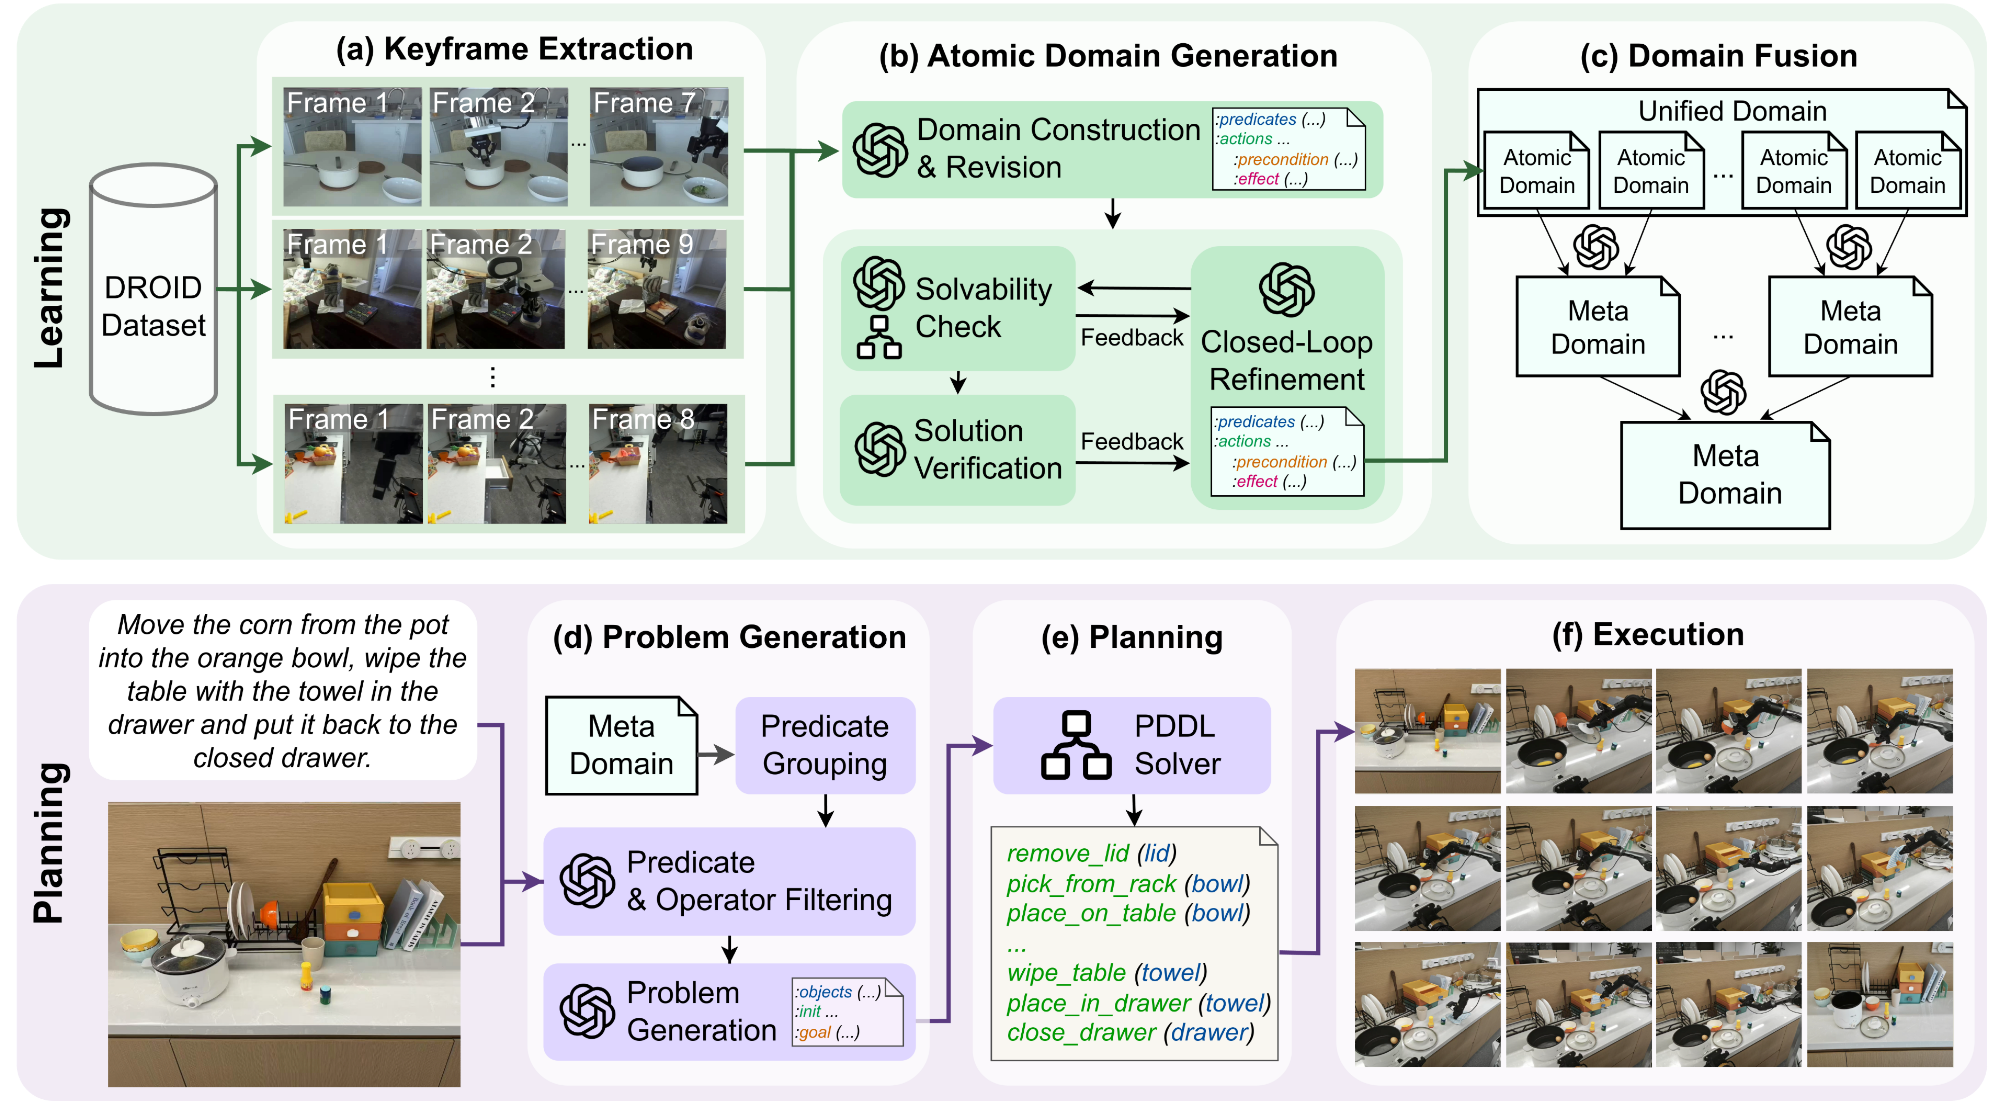 Learning
(a) Keyframe Extraction
DROID
Dataset
Frame 1
Frame 2
...
Frame 7
Frame 1
Frame 2
...
Frame 9
...
Frame 1
Frame 2
...
Frame 8
(b) Atomic Domain Generation
Domain Construction
& Revision
:predicates (...)
:actions ...
:precondition (...)
:effect (...)
Solvability
Check
Feedback
Solution
Verification
Feedback
Closed-Loop
Refinement
:predicates (...)
:actions ...
:precondition (...)
:effect (...)
(c) Domain Fusion
Unified Domain
Atomic
Domain
Atomic
Domain
...
Atomic
Domain
Atomic
Domain
Meta
Domain
...
Meta
Domain
Meta
Domain
Planning
Move the corn from the pot
into the orange bowl, wipe the
table with the towel in the
drawer and put it back to the
closed drawer.
(d) Problem Generation
Meta
Domain
Predicate
Grouping
Predicate
& Operator Filtering
Problem
Generation
:objects (...)
:init ...
:goal (...)
(e) Planning
PDDL
Solver
remove_lid (lid)
pick_from_rack (bowl)
place_on_table (bowl)
...
wipe_table (towel)
place_in_drawer (towel)
close_drawer (drawer)
(f) Execution